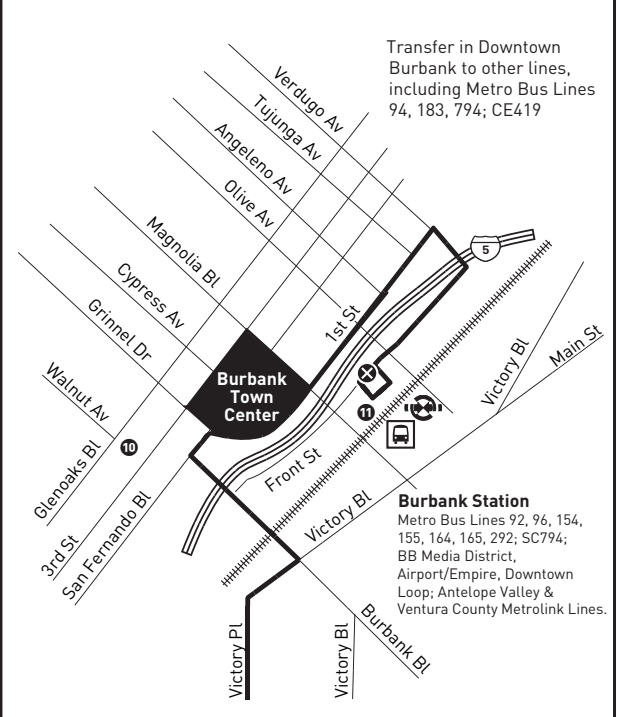 Transfer in Downtown
Burbank to other lines,
including Metro Bus Lines
94, 183, 794; CE419
Verdugo Av
Tujunga Av
Angeleno Av
Olive Av
Magnolia Bl
Cypress Av
Grinnel Dr
Walnut Av
Glenoaks Bl
3rd St
San Fernando Bl
10
Burbank
Town
Center
1st St
5
11
Front St
Victory Bl
Main St
Victory Bl
Burbank Station
Metro Bus Lines 92, 96, 154,
155, 164, 165, 292; SC794;
BB Media District,
Airport/Empire, Downtown
Loop; Antelope Valley &
Ventura County Metrolink Lines.
Victory Pl
Victory Bl
Burbank Bl